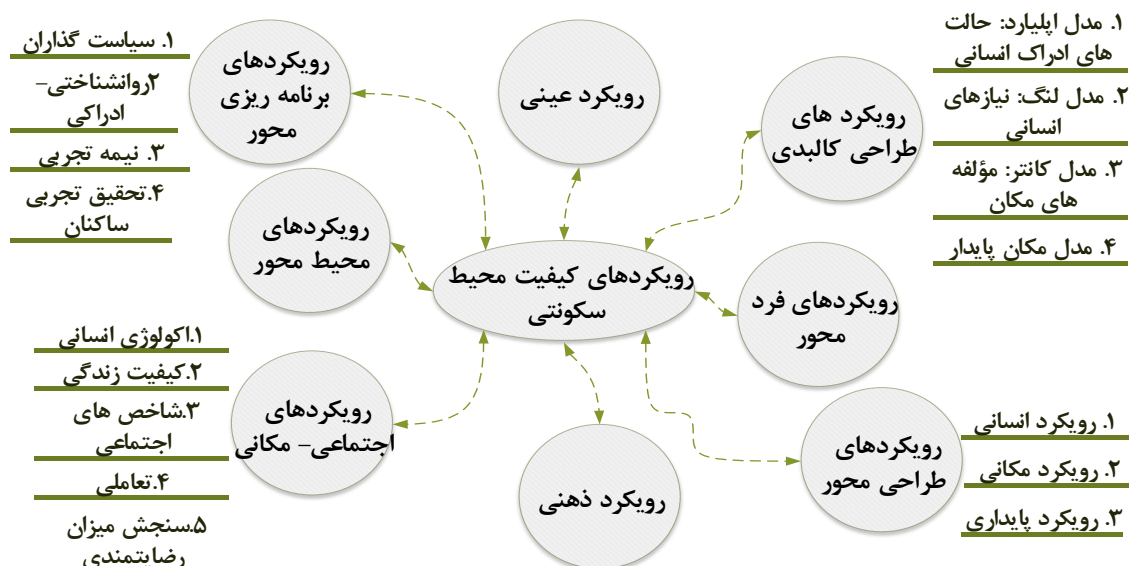 ۱. مدل اپلیارد: حالت
های ادراک انسانی
۲. مدل لنگ: نیازهای
انسانی
۳. مدل کانتر: مؤلفه
های مکان
۴. مدل مکان پایدار
رویکرد های
طراحی کالبدی
رویکرد عینی
رویکردهای
برنامه ریزی
محور
۱. سیاست گذاران
۲روانشناختی-
ادراکی
۳. نیمه تجربی
۴.تحقیق تجربی
ساکنان
رویکردهای
محیط محور
رویکردهای کیفیت محیط
سکونتی
رویکردهای فرد
محور
رویکردهای
طراحی محور
۱. رویکرد انسانی
۲. رویکرد مکانی
۳. رویکرد پایداری
رویکرد ذهنی
رویکردهای
اجتماعی- مکانی
۱.اکولوژی انسانی
۲.کیفیت زندگی
۳.شاخص های
اجتماعی
۴.تعاملی
۵.سنجش میزان
رضایتمندی